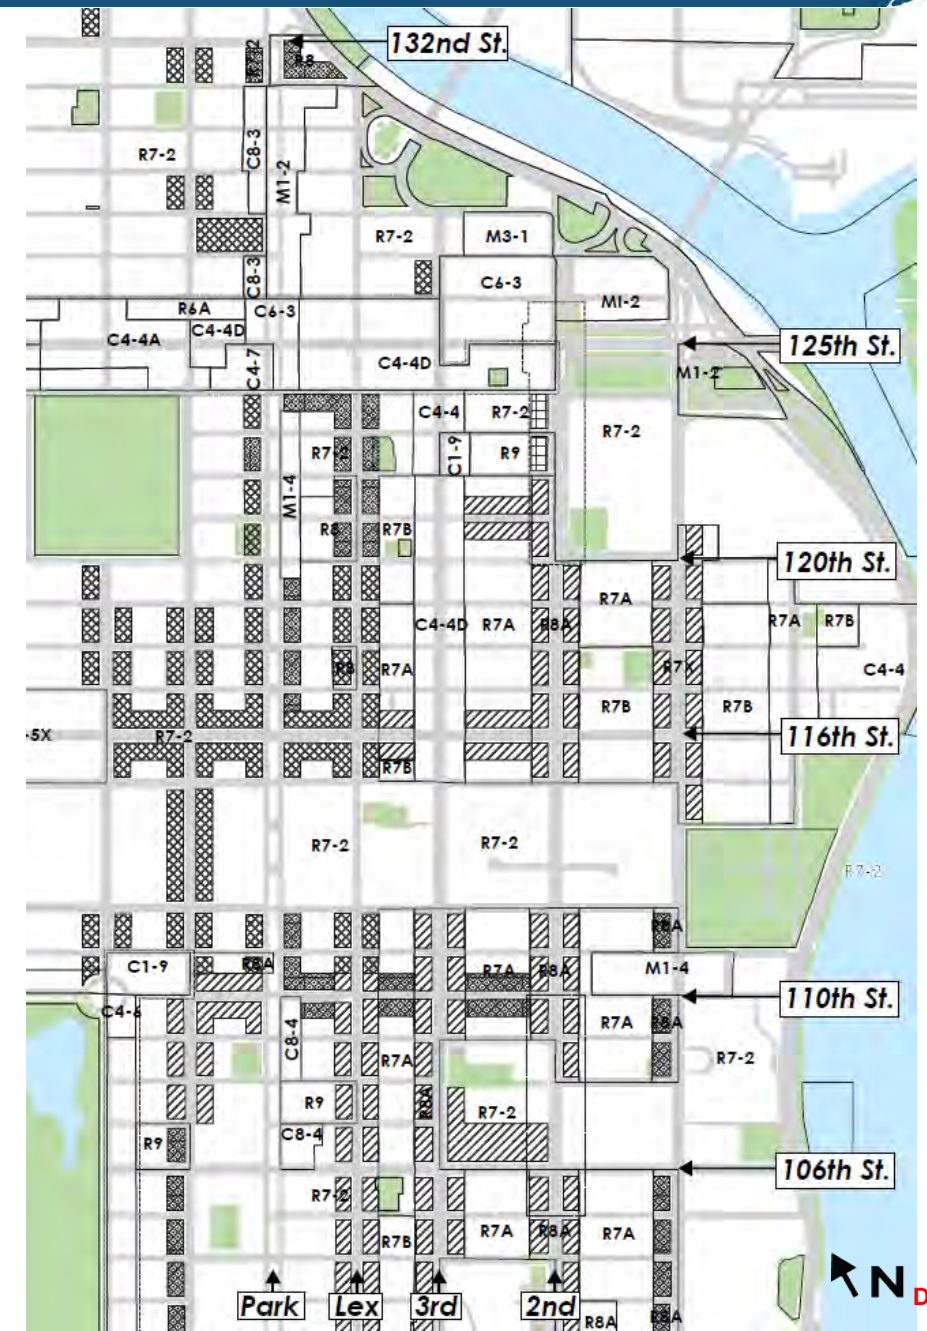 132nd St.
R8
C8-3
R7-2
M1-2
R7-2
M3-1
C8-3
C6-3
M1-2
R6A
C6-3
C4-4D
C4-4A
125th St.
C4-7
C4-4D
M1-2
C4-4
R7-2
R7-2
R7-2
C1-9
R9
M1-4
R8
R7B
120th St.
R7A
C4-4D
R7A
R8A
R7A
R7B
R8
R7A
R7X
C4-4
R7B
R7B
-5X
R7-2
116th St.
R7B
R7-2
R7-2
R7-2
R8A
C1-9
R8A
R7A
R8A
M1-4
110th St.
C4-6
R7A
R8A
C8-4
R7A
R7-2
R9
R8A
R7-2
C8-4
R9
106th St.
R7-2
R7A
R8A
R7A
R7B
N
D
Park
Lex
3rd
2nd
R8A
R8A